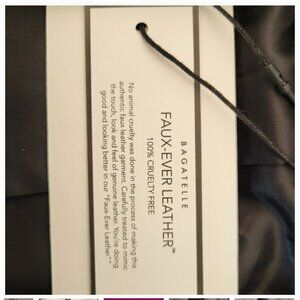 BAGATELLE
FAUX-EVER LEATHER™
100% CRUELTY FREE
No animal cruelty was done in the process of making this
authentic faux leather garment. Carefully treated to mimic
the touch, look and feel of genuine leather. You're doing
good and looking better in our "Faux-Ever Leather™"